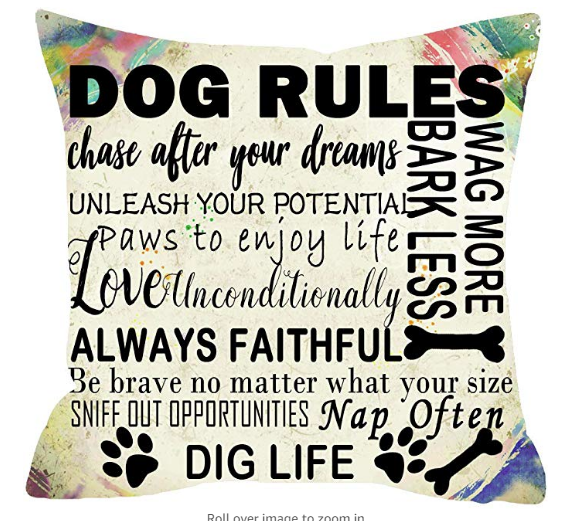 DOG RULES
chase after your dreams
UNLEASH YOUR POTENTIAL
Paws to enjoy life
Love Unconditionally
ALWAYS FAITHFUL
BARK LESS
WAG MORE
Be brave no matter what your size
SNIFF OUT OPPORTUNITIES Nap Often
DIG LIFE
Roll over image to zoom in